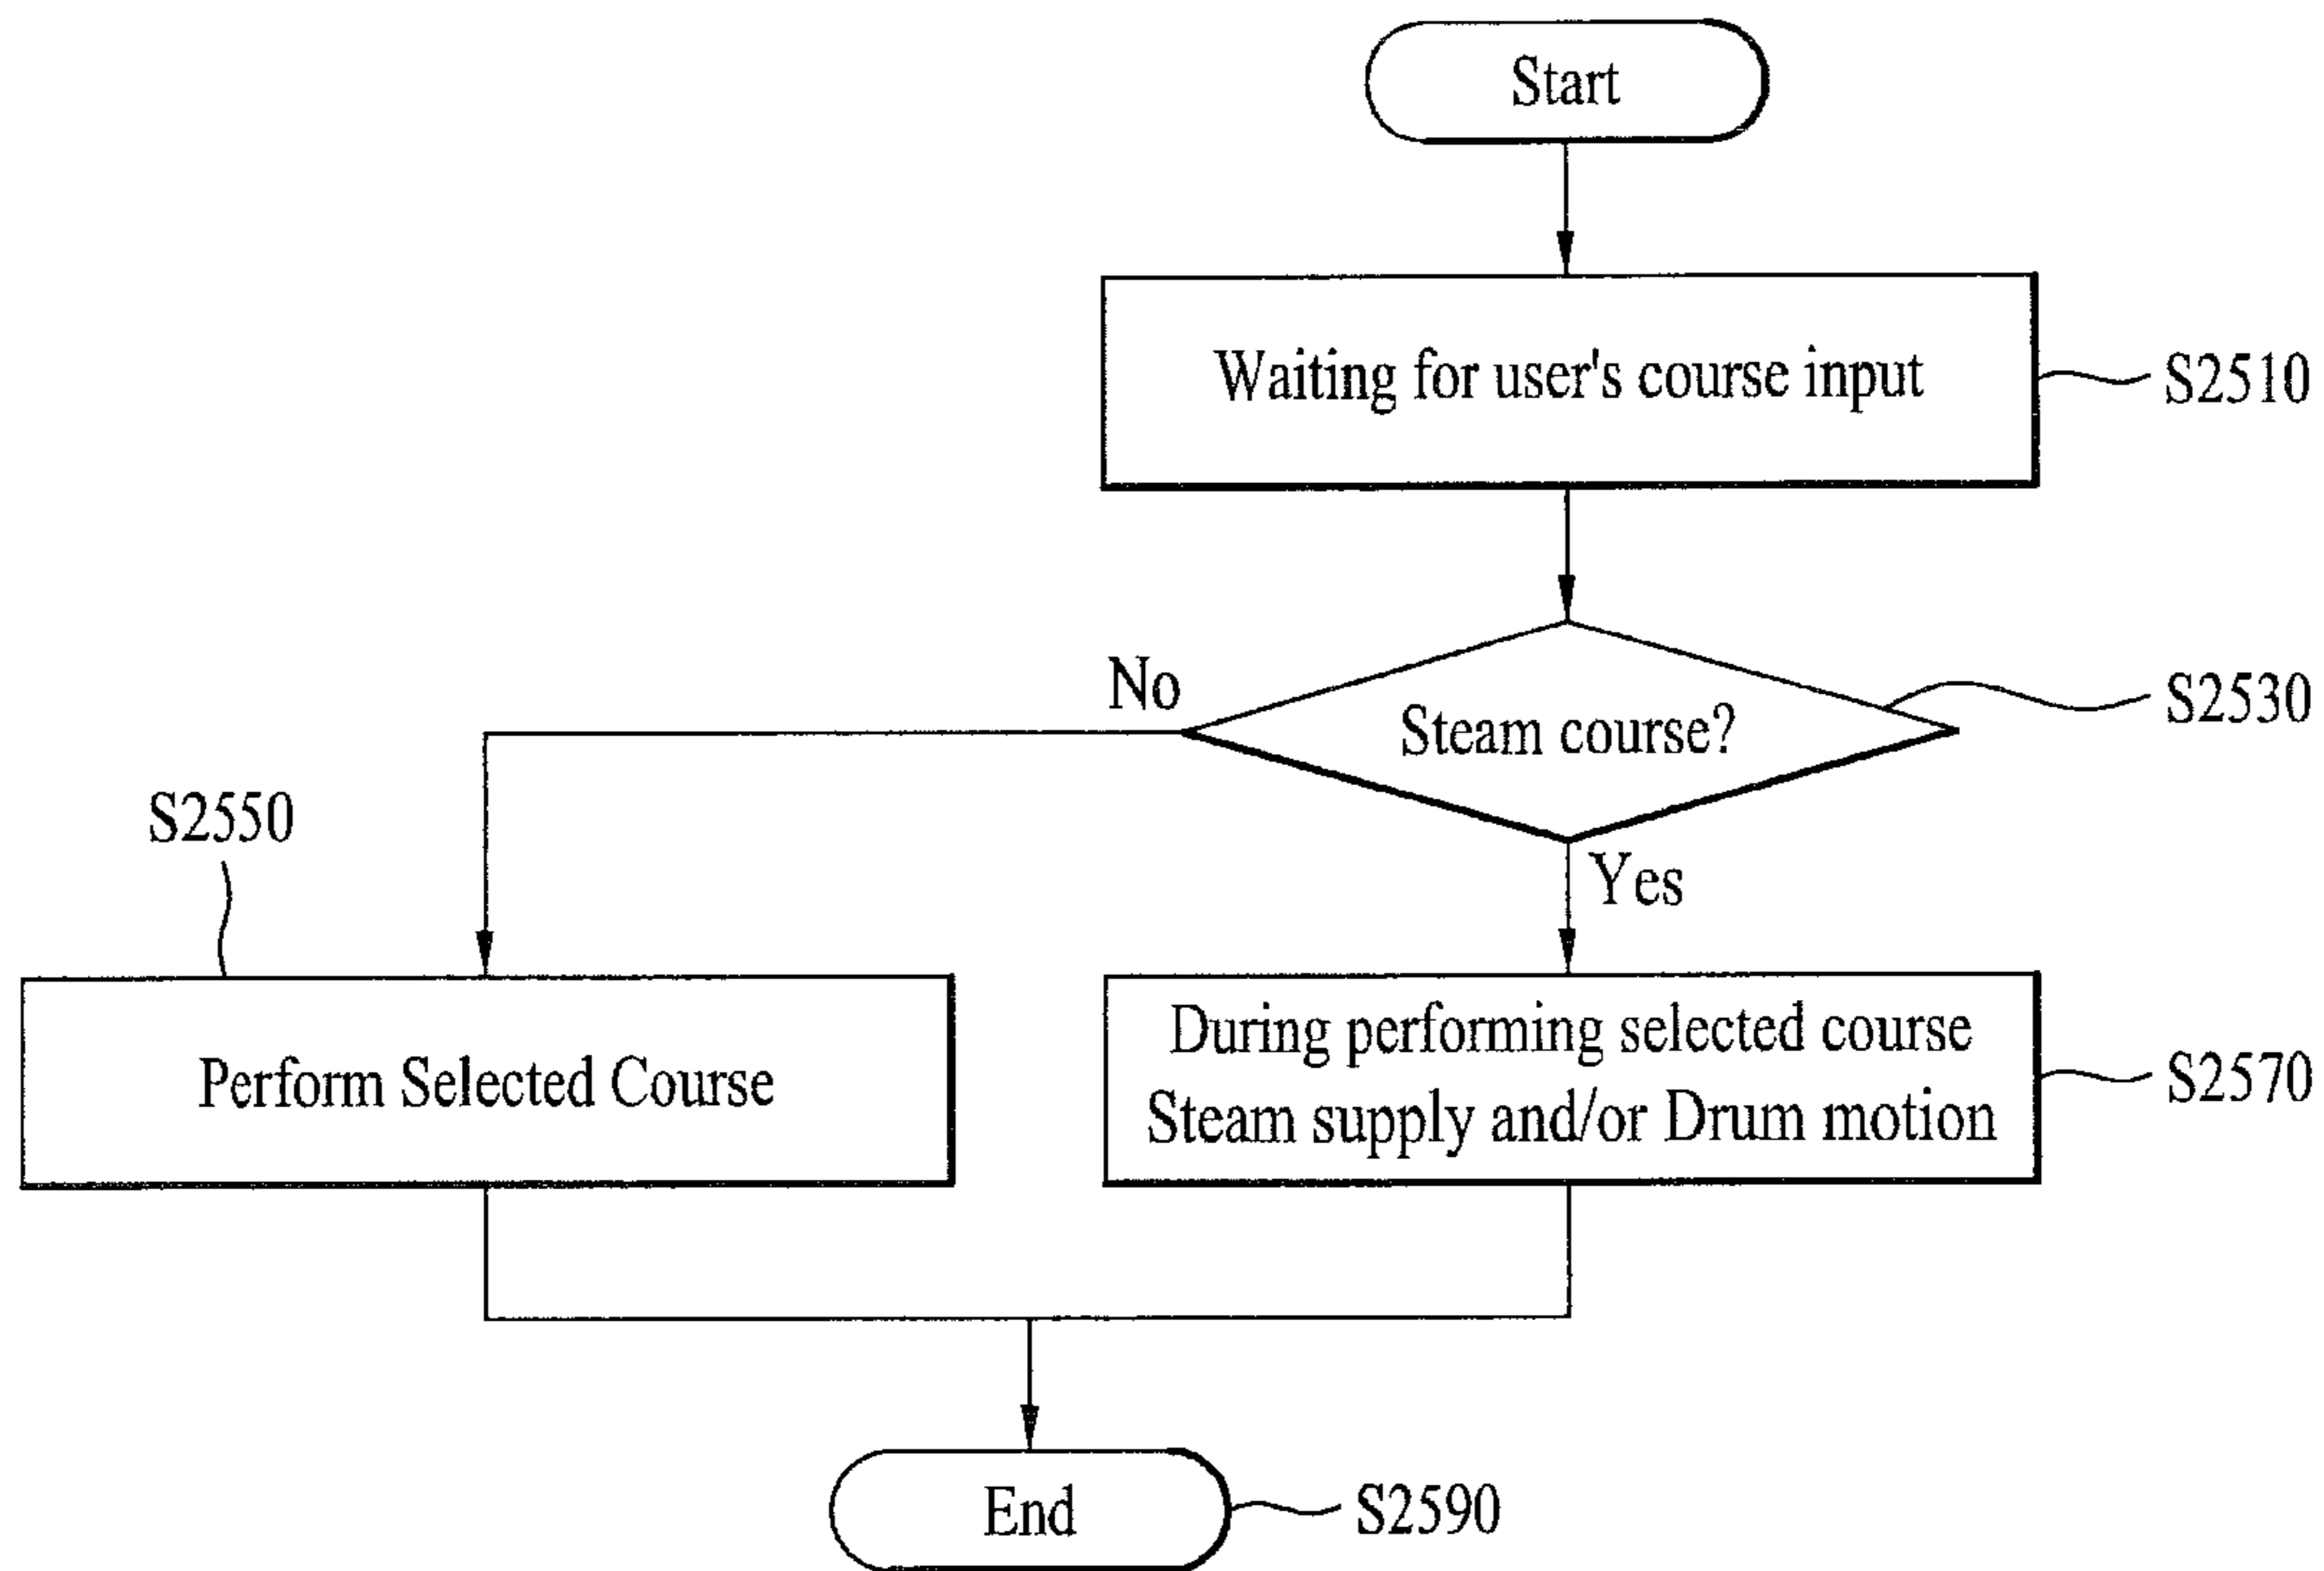 Start
Waiting for user's course input
S2510
No
Steam course?
S2530
Yes
S2550
Perform Selected Course
During performing selected course
Steam supply and/or Drum motion
S2570
End
S2590